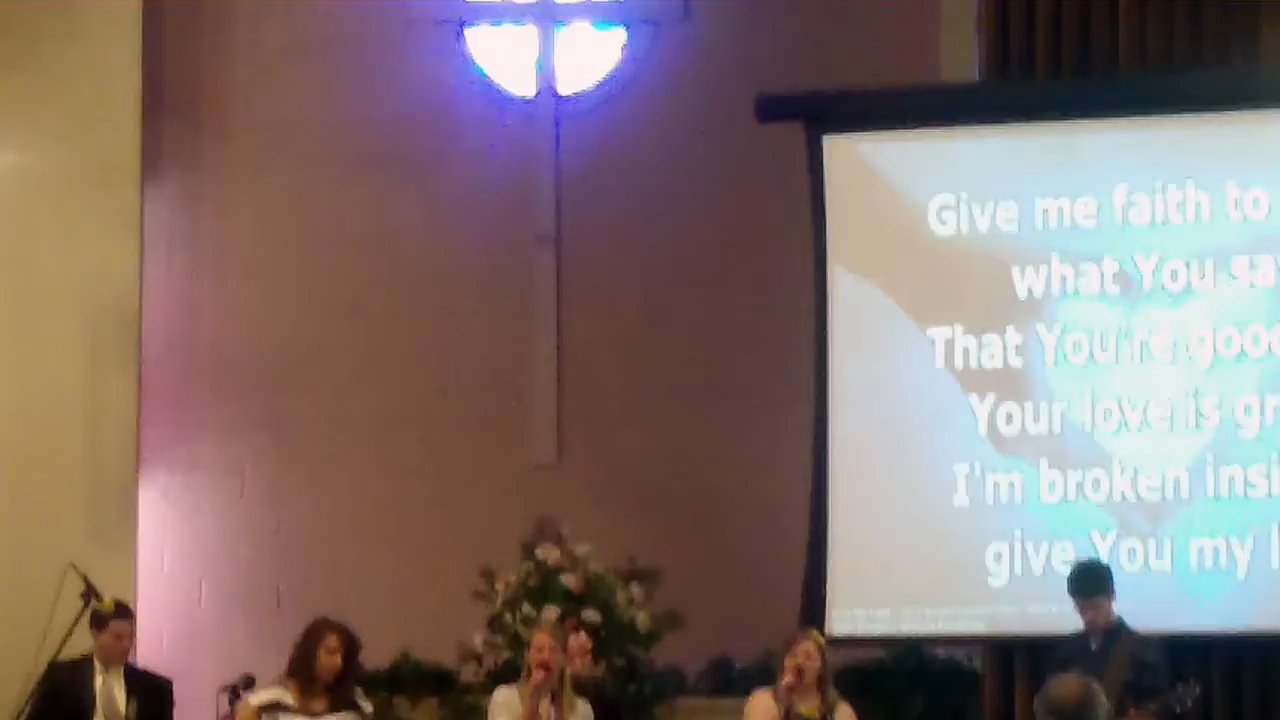 Give me faith to
what You sa
That You're good
Your love is gr
I'm broken insi
give You my l